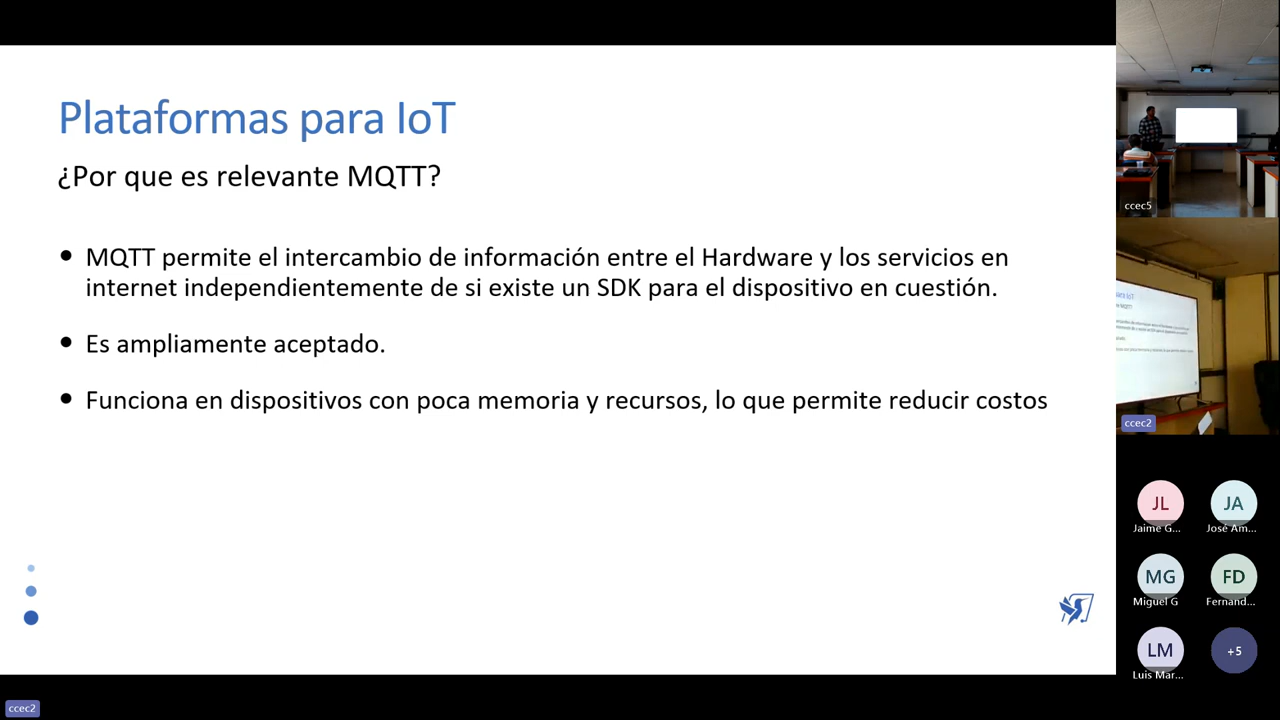 Plataformas para IoT
¿Por que es relevante MQTT?
• MQTT permite el intercambio de información entre el Hardware y los servicios en
internet independientemente de si existe un SDK para el dispositivo en cuestión.
• Es ampliamente aceptado.
• Funciona en dispositivos con poca memoria y recursos, lo que permite reducir costos
ccec2
ccec5
ccec2
JL
Jaime G...
JA
José Am...
MG
Miguel G
FD
Fernand...
LM
Luis Mar...
+5